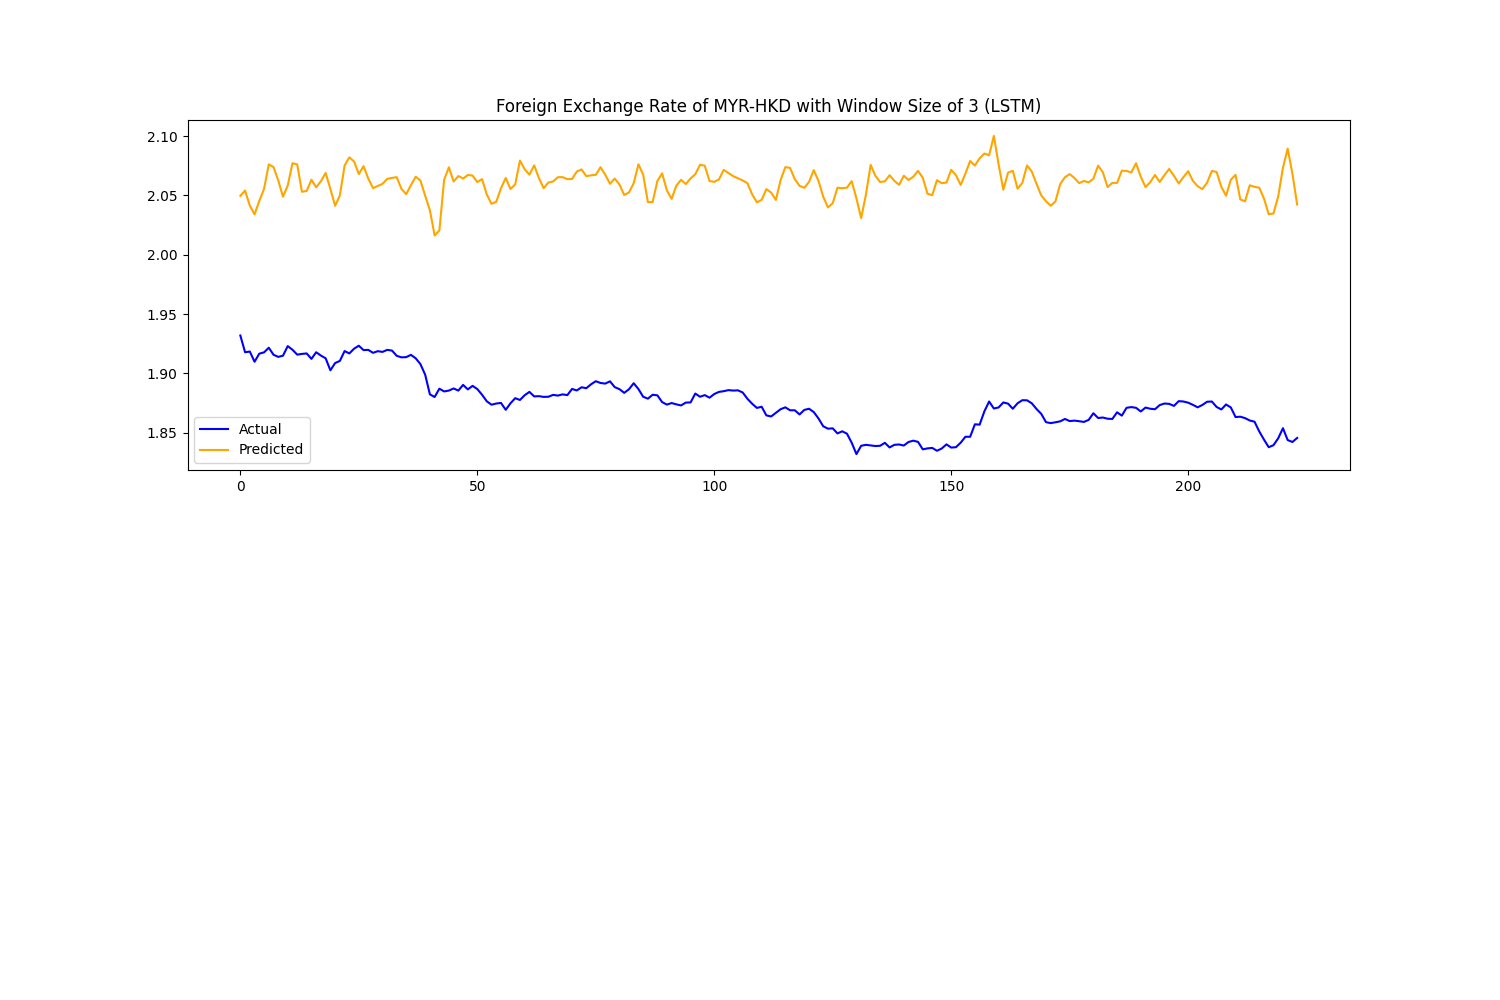 Foreign Exchange Rate of MYR-HKD with Window Size of 3 (LSTM)
2.10
2.05
2.00
1.95
1.90
1.85
Actual
Predicted
0 50 100 150 200